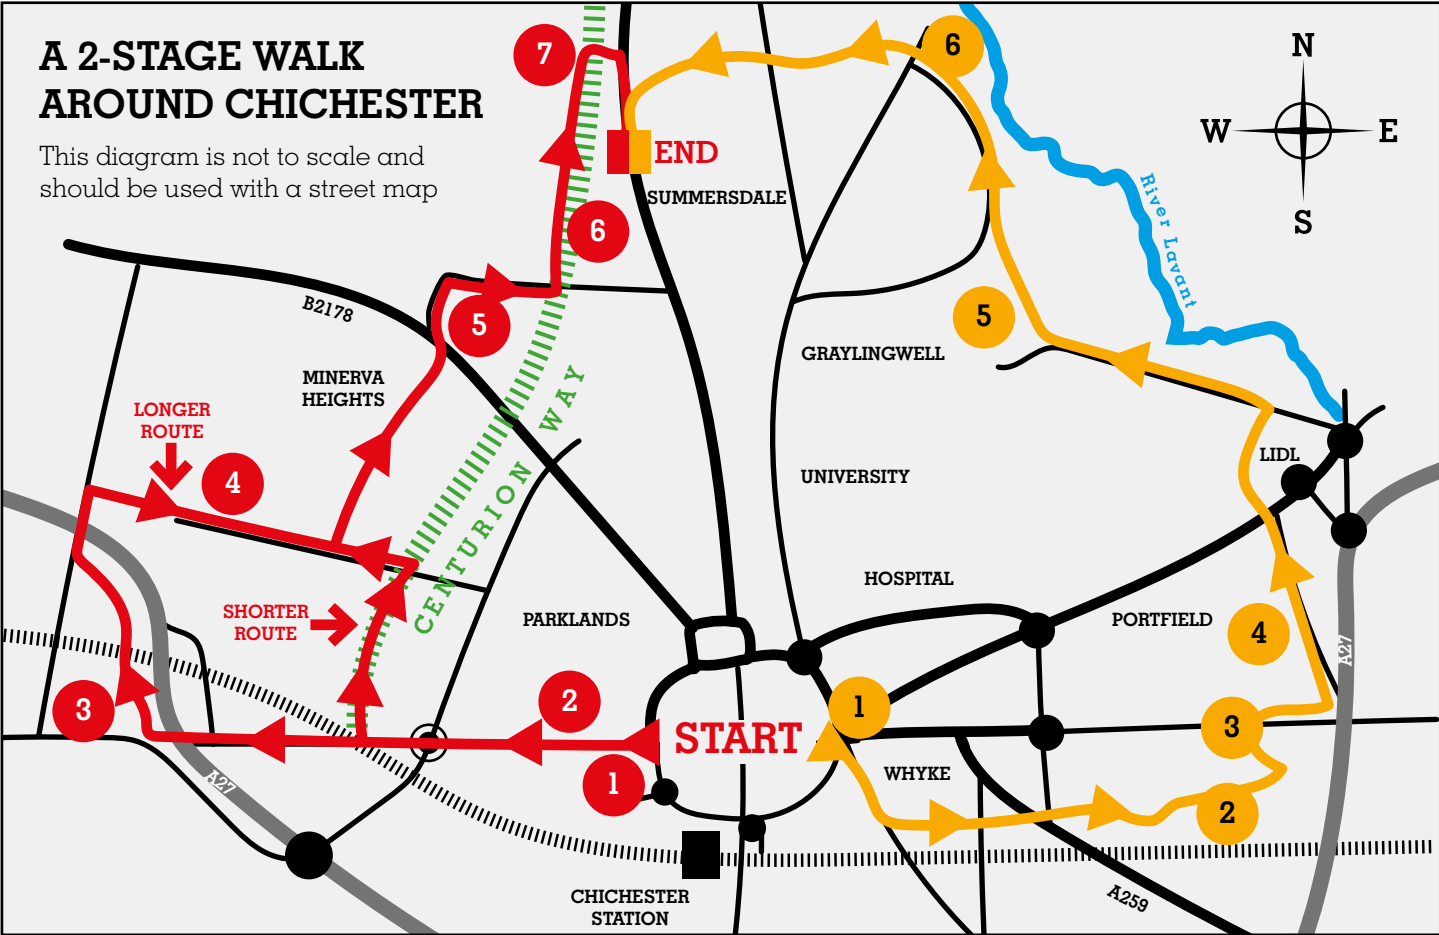 A 2-STAGE WALK
AROUND CHICHESTER
This diagram is not to scale and
should be used with a street map
N
W
E
S
7
6
END
SUMMERSDALE
6
River Lavant
B2178
5
5
GRAYLINGWELL
MINERVA
HEIGHTS
LONGER
ROUTE
4
CENTURION WAY
UNIVERSITY
LIDL
HOSPITAL
SHORTER
ROUTE
PARKLANDS
PORTFIELD
4
A27
3
2
1
START
1
3
A27
WHYKE
2
CHICHESTER
STATION
A259